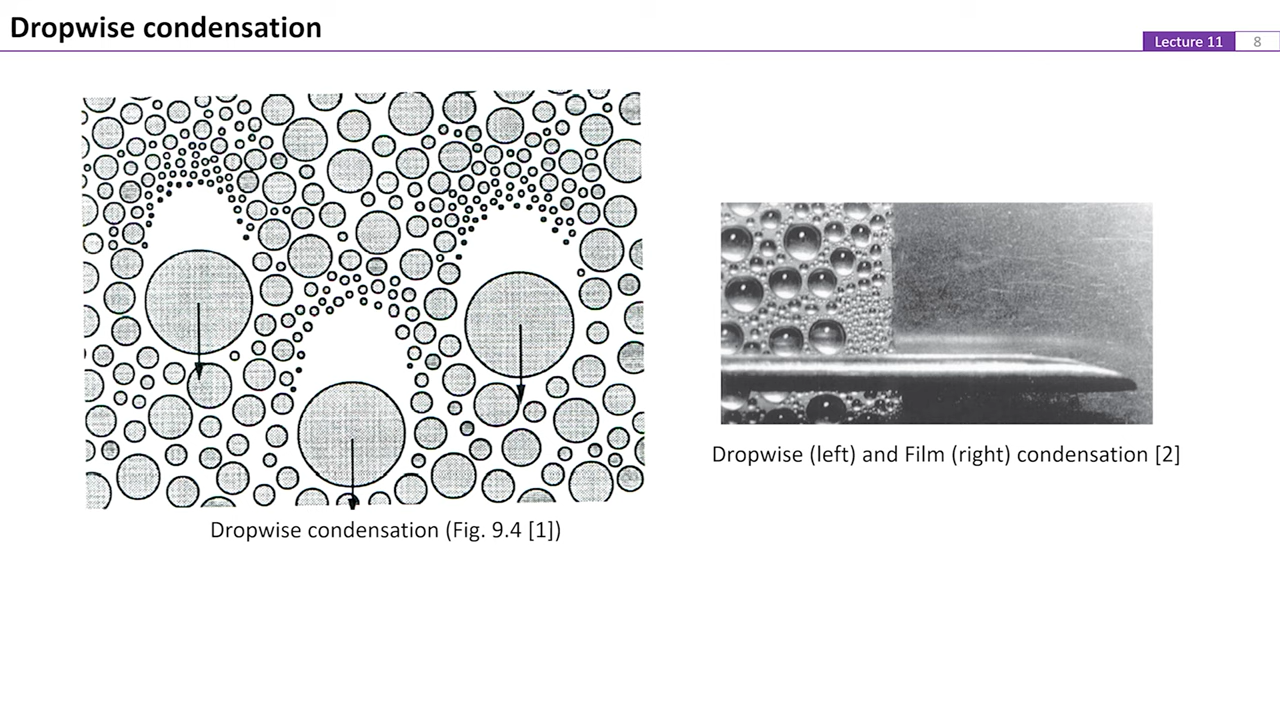 Dropwise condensation
Lecture 11
8
Dropwise condensation (Fig. 9.4 [1])
Dropwise (left) and Film (right) condensation [2]